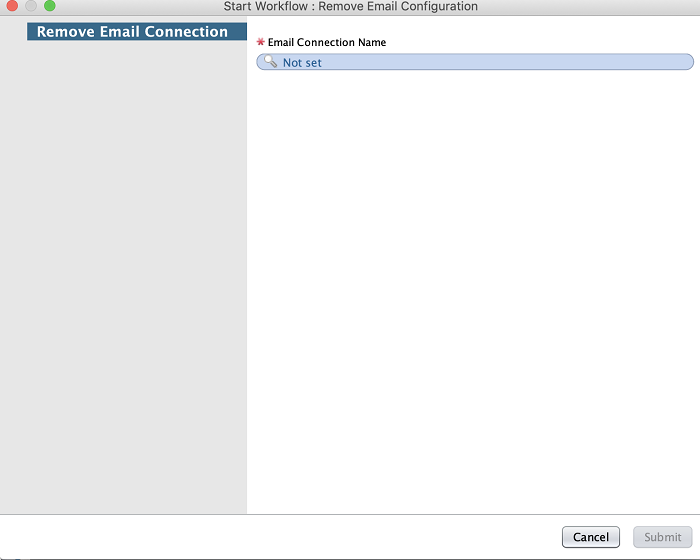 Start Workflow : Remove Email Configuration
Remove Email Connection
* Email Connection Name
Not set
Cancel
Submit